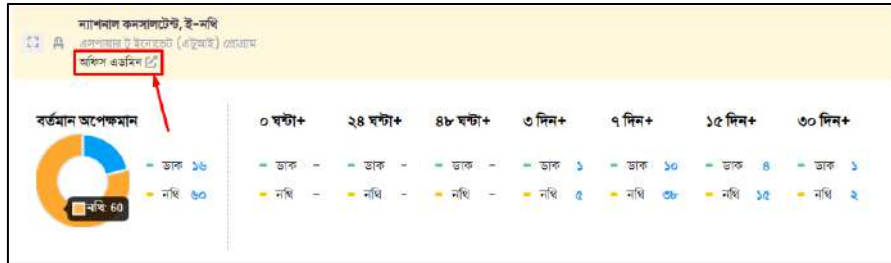 ন্যাশনাল কনসালটেন্ট, ই-নথি
এসপায়ার টু ইনোভেট (এটুআই) প্রোগ্রাম
অফিস এডমিন
বর্তমান অপেক্ষমান
০ ঘন্টা+ ২৪ ঘন্টা+ ৪৮ ঘন্টা+ ৩ দিন+ ৭ দিন+ ১৫ দিন+ ৩০ দিন+
ডাক ১৬ ডাক - ডাক - ডাক - ডাক ১ ডাক ১০ ডাক ৪ ডাক ১
নথি ৬০ নথি - নথি - নথি - নথি ৫ নথি ৩৮ নথি ১৫ নথি ২
নথি: 60